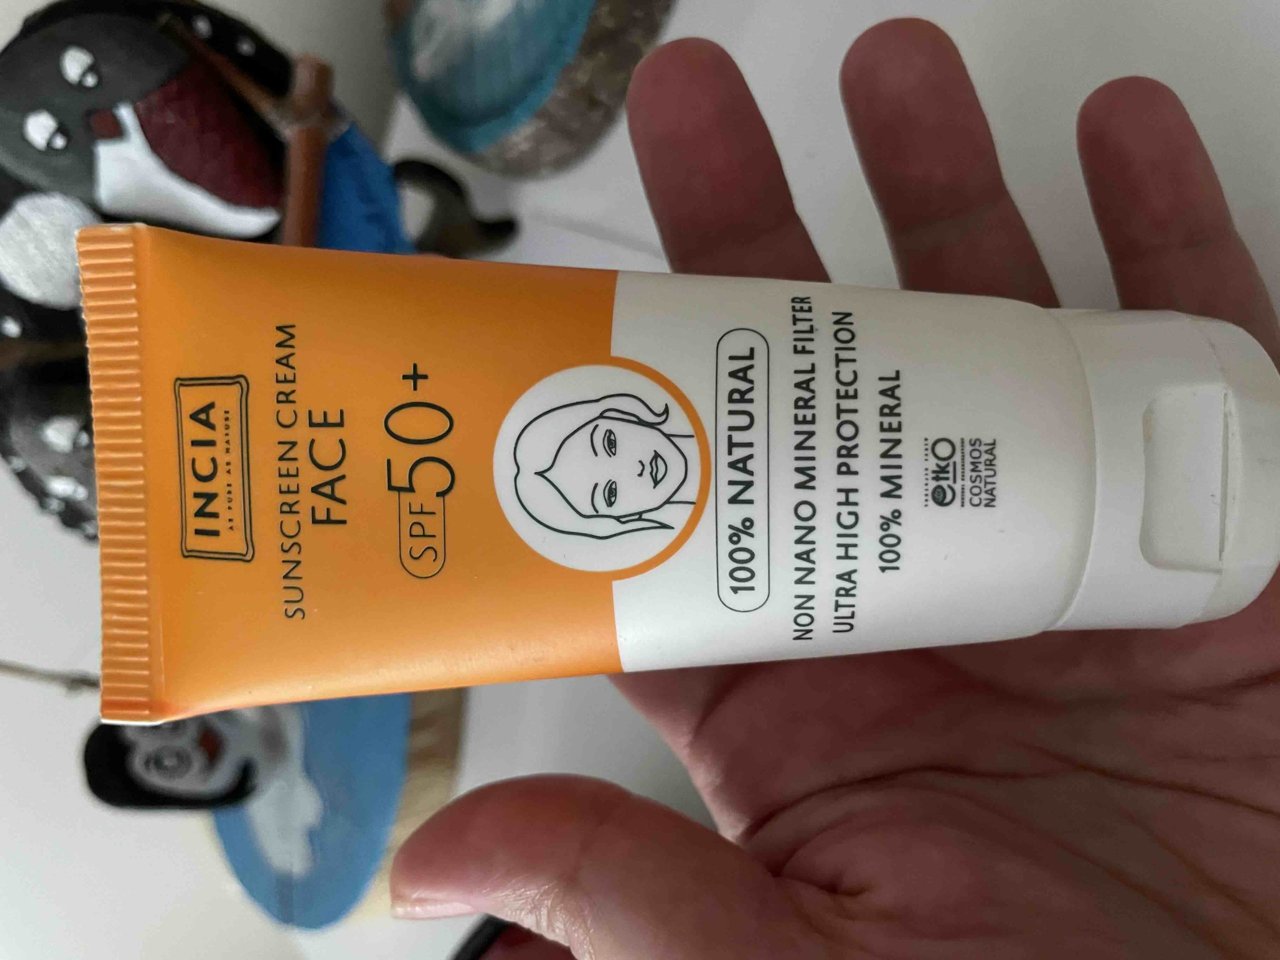 INCIA
AS PURE AS NATURE
SUNSCREEN CREAM
FACE
SPF 50+
100% NATURAL
NON NANO MINERAL FILTER
ULTRA HIGH PROTECTION
100% MINERAL
etko
COSMOS
NATURAL